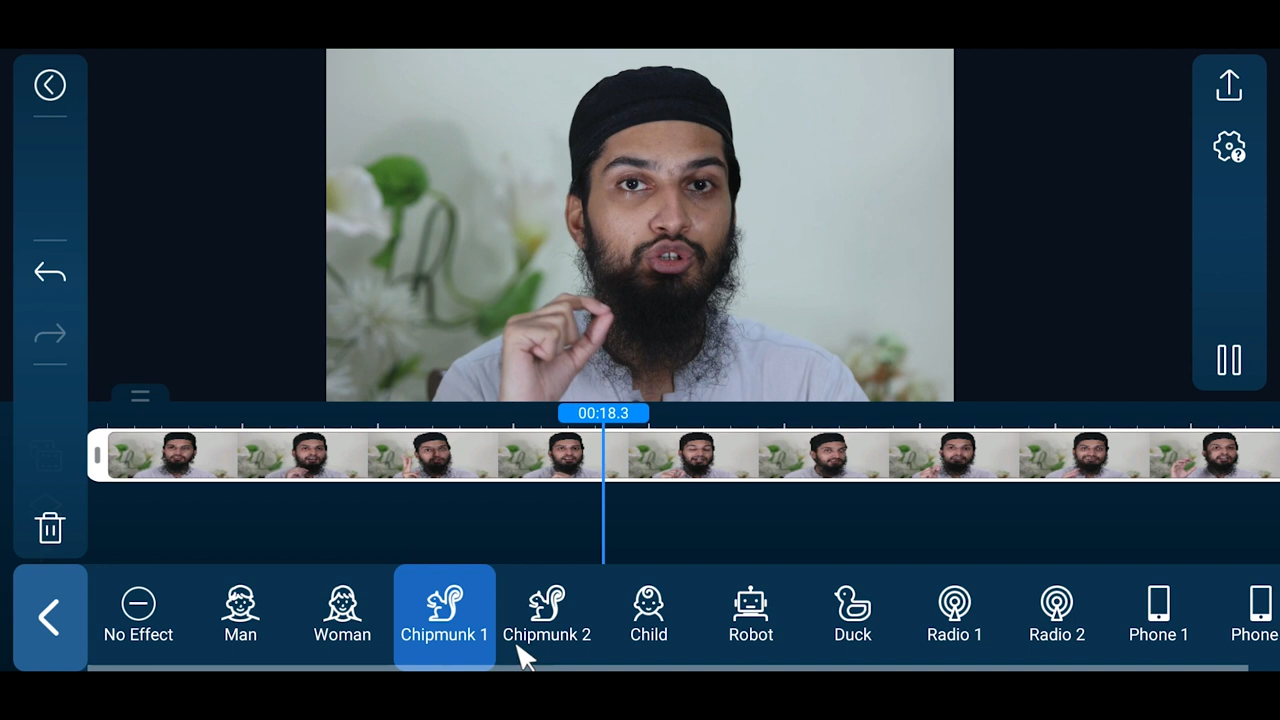 00:18.3
No Effect
Man
Woman
Chipmunk 1
Chipmunk 2
Child
Robot
Duck
Radio 1
Radio 2
Phone 1
Phone